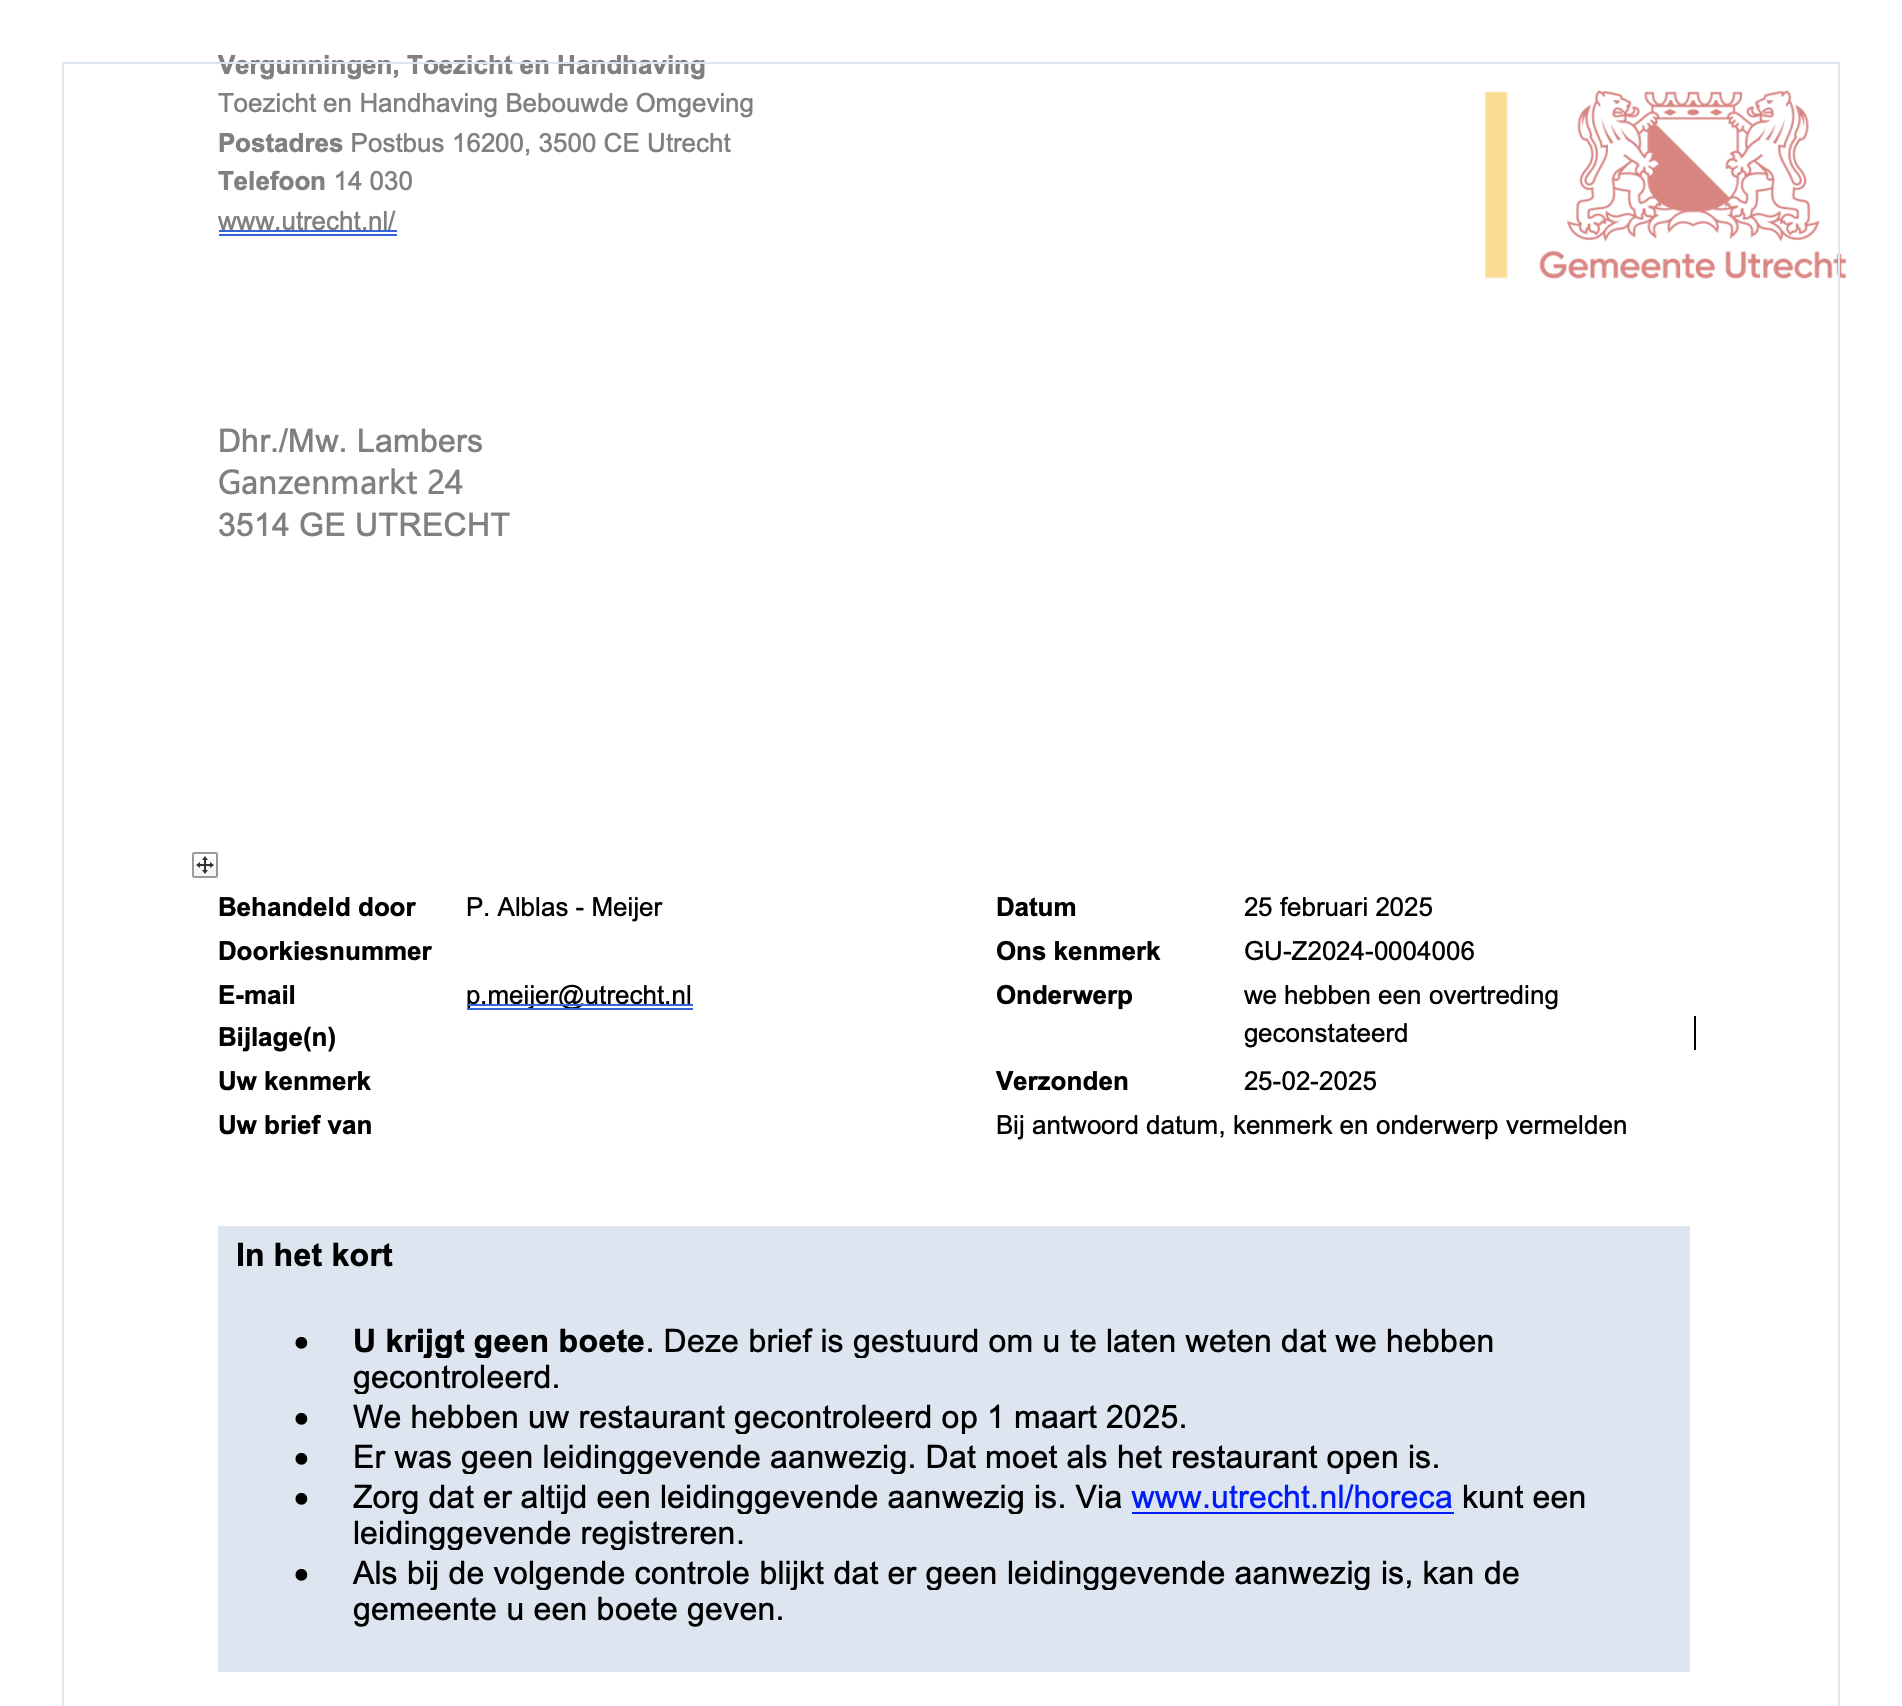 Vergunningen, Toezicht en Handhaving
Toezicht en Handhaving Bebouwde Omgeving
Postadres Postbus 16200, 3500 CE Utrecht
Telefoon 14 030
www.utrecht.nl/
Gemeente Utrecht
Dhr./Mw. Lambers
Ganzenmarkt 24
3514 GE UTRECHT
Behandeld door P. Alblas - Meijer Datum 25 februari 2025
Doorkiesnummer Ons kenmerk GU-Z2024-0004006
E-mail p.meijer@utrecht.nl Onderwerp we hebben een overtreding
Bijlage(n) geconstateerd
Uw kenmerk Verzonden 25-02-2025
Uw brief van Bij antwoord datum, kenmerk en onderwerp vermelden
In het kort
• U krijgt geen boete. Deze brief is gestuurd om u te laten weten dat we hebben
gecontroleerd.
• We hebben uw restaurant gecontroleerd op 1 maart 2025.
• Er was geen leidinggevende aanwezig. Dat moet als het restaurant open is.
• Zorg dat er altijd een leidinggevende aanwezig is. Via www.utrecht.nl/horeca kunt een
leidinggevende registreren.
• Als bij de volgende controle blijkt dat er geen leidinggevende aanwezig is, kan de
gemeente u een boete geven.